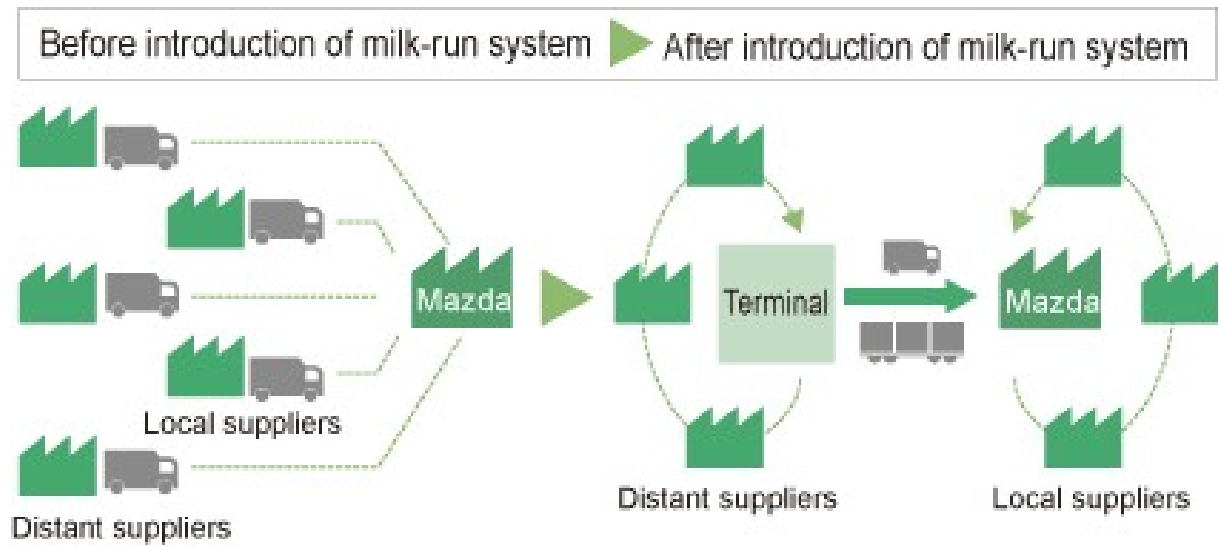 Before introduction of milk-run system
After introduction of milk-run system
Mazda
Local suppliers
Distant suppliers
Terminal
Mazda
Distant suppliers
Local suppliers